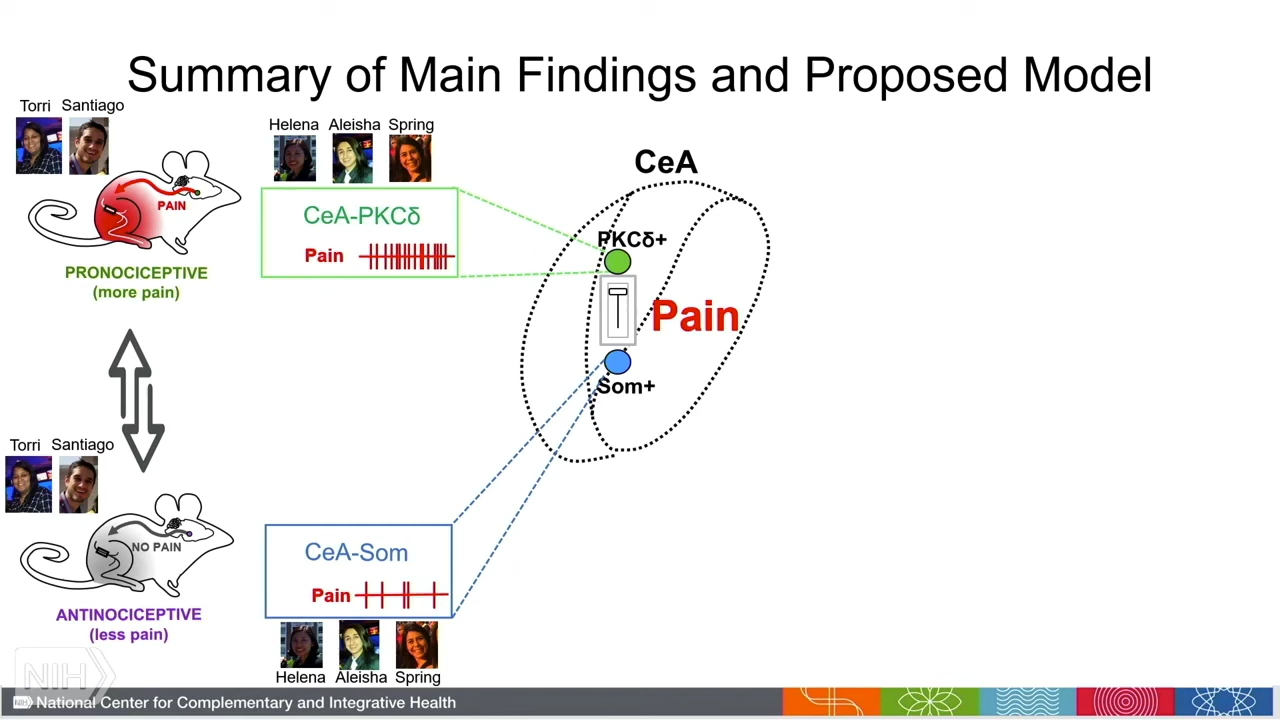 Summary of Main Findings and Proposed Model
Torri Santiago
PAIN
PRONOCICEPTIVE
(more pain)
Helena Aleisha Spring
CeA-PKCδ
Pain
CeA
PKCδ+
Pain
Som+
Torri Santiago
NO PAIN
ANTINOCICEPTIVE
(less pain)
CeA-Som
Pain
Helena Aleisha Spring
NIH
NIH National Center for Complementary and Integrative Health